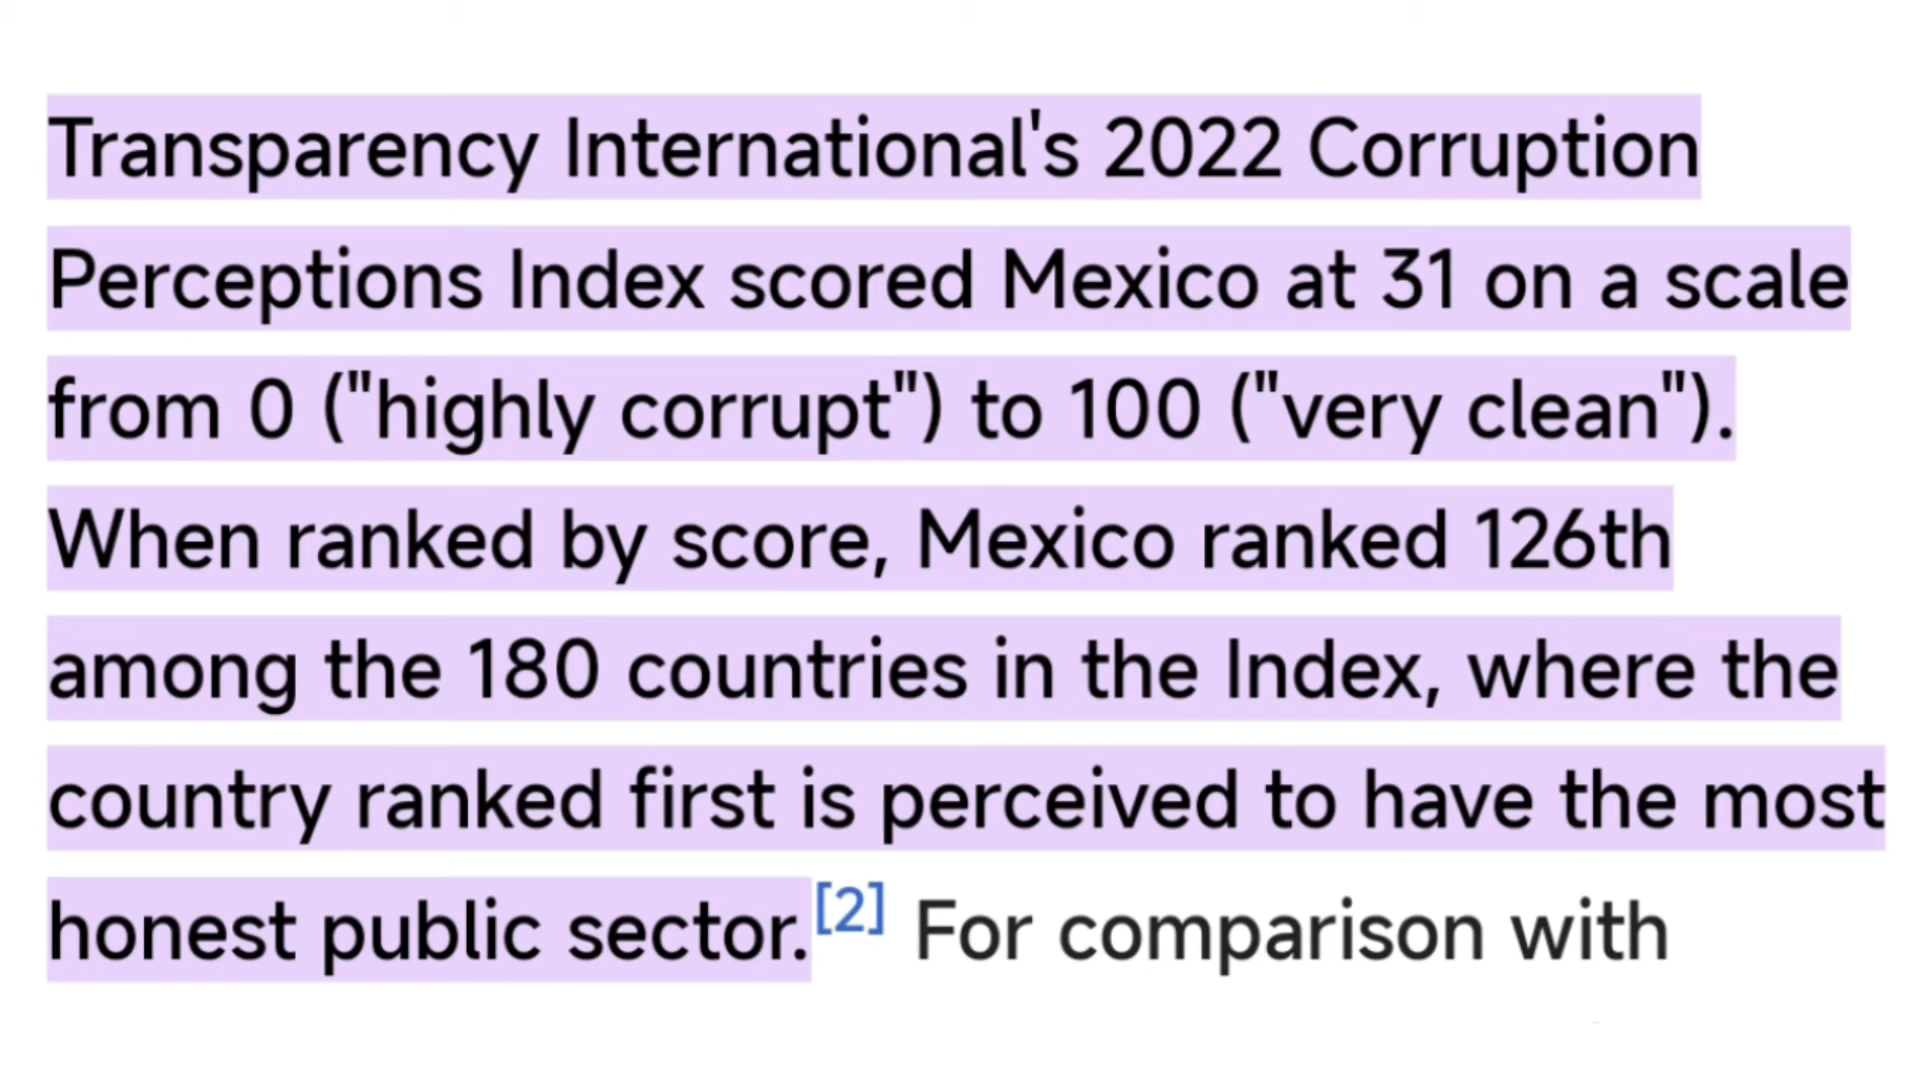 Transparency International's 2022 Corruption
Perceptions Index scored Mexico at 31 on a scale
from 0 ("highly corrupt") to 100 ("very clean").
When ranked by score, Mexico ranked 126th
among the 180 countries in the Index, where the
country ranked first is perceived to have the most
honest public sector.[2] For comparison with